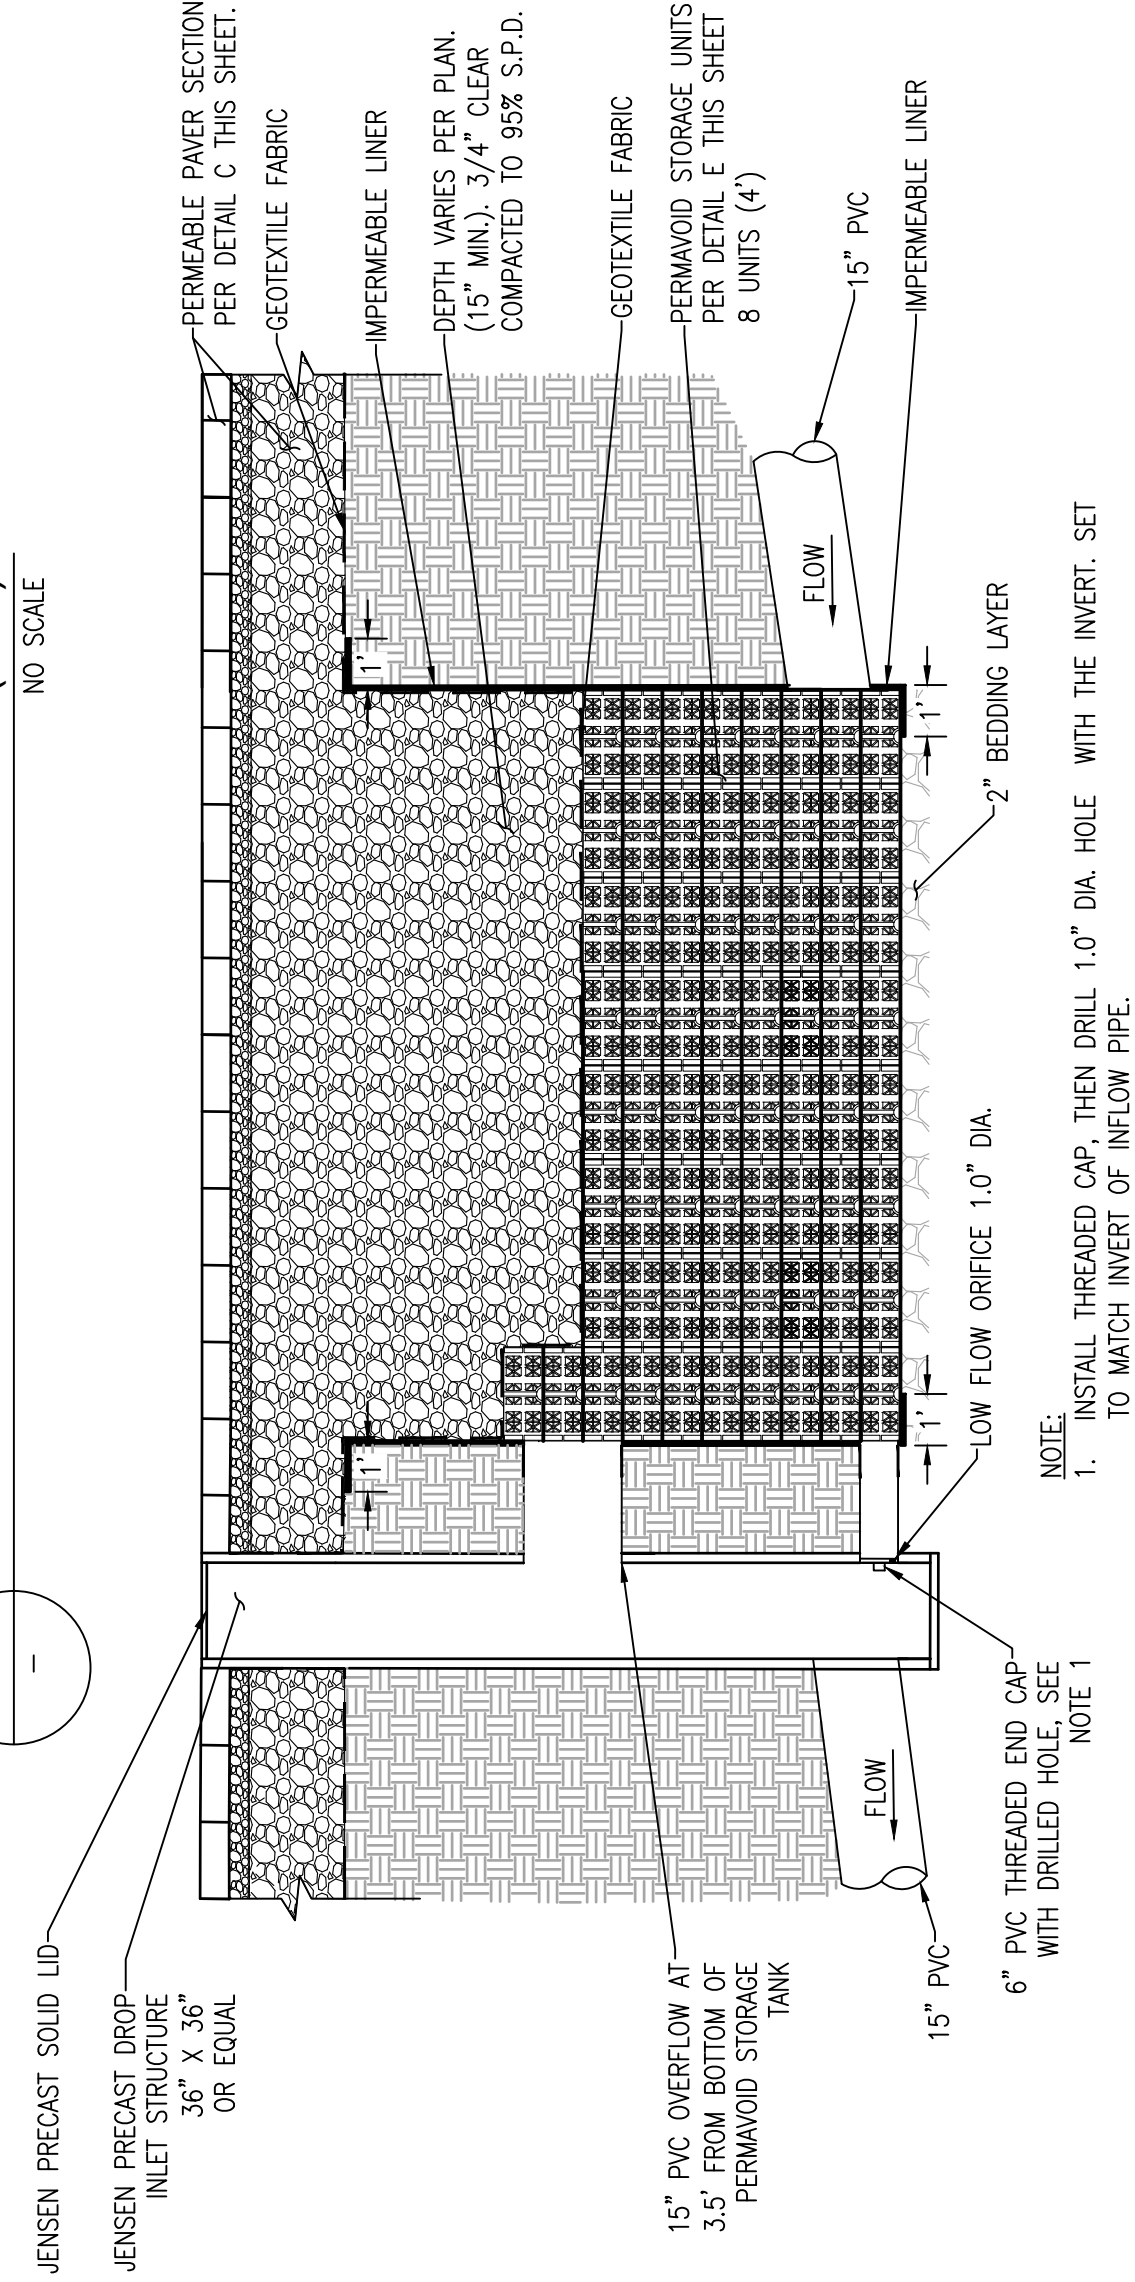 NO SCALE
–
JENSEN PRECAST SOLID LID
JENSEN PRECAST DROP
INLET STRUCTURE
36" X 36"
OR EQUAL
15" PVC OVERFLOW AT
3.5' FROM BOTTOM OF
PERMAVOID STORAGE
TANK
15" PVC
6" PVC THREADED END CAP
WITH DRILLED HOLE, SEE
NOTE 1
FLOW
PERMEABLE PAVER SECTION
PER DETAIL C THIS SHEET.
GEOTEXTILE FABRIC
IMPERMEABLE LINER
DEPTH VARIES PER PLAN.
(15" MIN.). 3/4" CLEAR
COMPACTED TO 95% S.P.D.
GEOTEXTILE FABRIC
PERMAVOID STORAGE UNITS
PER DETAIL E THIS SHEET
8 UNITS (4')
15" PVC
IMPERMEABLE LINER
FLOW
1'
1'
1'
1'
2" BEDDING LAYER
LOW FLOW ORIFICE 1.0" DIA.
NOTE:
1. INSTALL THREADED CAP, THEN DRILL 1.0" DIA. HOLE WITH THE INVERT. SET
TO MATCH INVERT OF INFLOW PIPE.